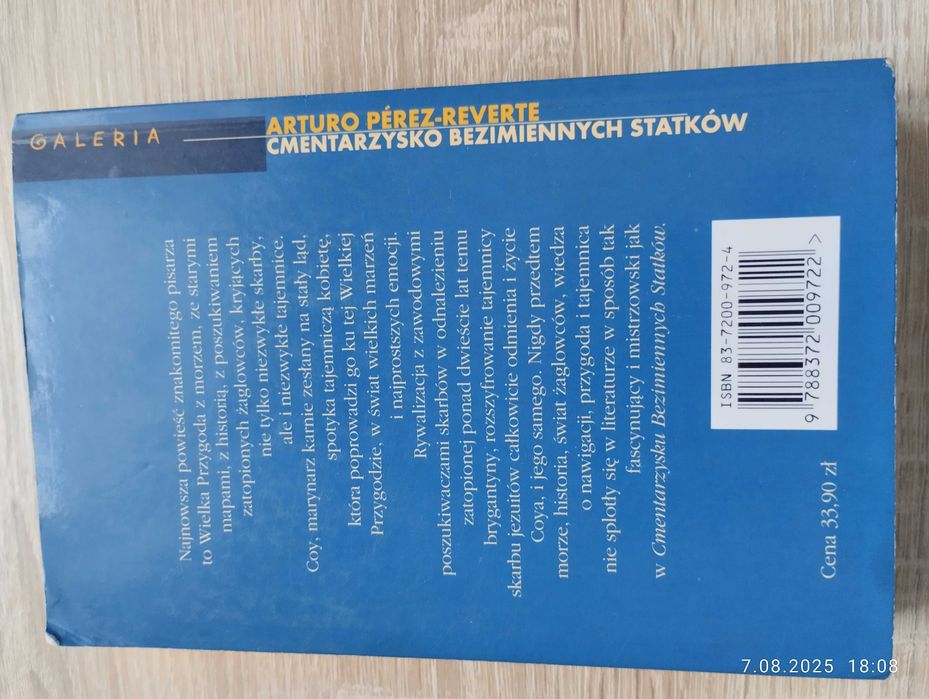 GALERIA
ARTURO PÉREZ-REVERTE
CMENTARZYSKO BEZIMIENNYCH STATKÓW
Najnowsza powieść znakomitego pisarza
to Wielka Przygoda z morzem, ze starymi
mapami, z historią, z poszukiwaniem
zatopionych żaglowców, kryjących
nie tylko niezwykłe skarby,
ale i niezwykłe tajemnice.
Coy, marynarz karnie zesłany na stały ląd,
spotyka tajemniczą kobietę,
która poprowadzi go ku tej Wielkiej
Przygodzie, w świat wielkich marzeń
i najprostszych emocji.
Rywalizacja z zawodowymi
poszukiwaczami skarbów w odnalezieniu
zatopionej ponad dwieście lat temu
brygantyny, rozszyfrowanie tajemnicy
skarbu jezuitów całkowicie odmienia i życie
Coya, i jego samego. Nigdy przedtem
morze, historia, świat żaglowców, wiedza
o nawigacji, przygoda i tajemnica
nie splotły się w literaturze w sposób tak
fascynujący i mistrzowski jak
w Cmentarzysku Bezimiennych Statków.
ISBN 83-7200-972-4
9 788372 009722 >
Cena 33,90 zł
7.08.2025 18:08